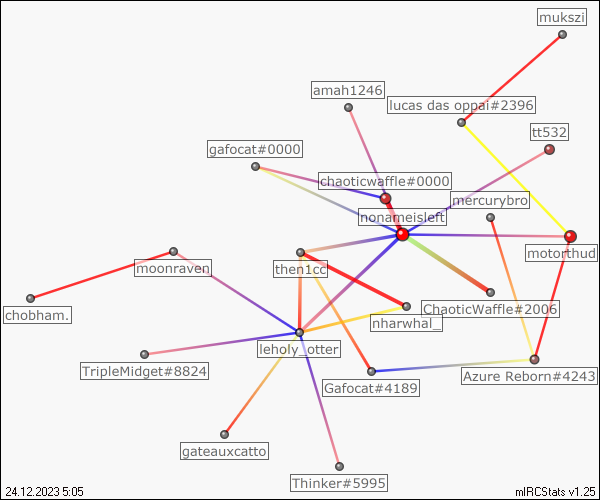 mukszi
amah1246
lucas das oppai#2396
tt532
gafocat#0000
chaoticwaffle#0000
mercurybro
nonameisleft
motorthud
moonraven
then1cc
chobham.
ChaoticWaffle#2006
nharwhal_
leholy_otter
TripleMidget#8824
Azure Reborn#4243
Gafocat#4189
gateauxcatto
Thinker#5995
24.12.2023 5:05
mIRCStats v1.25